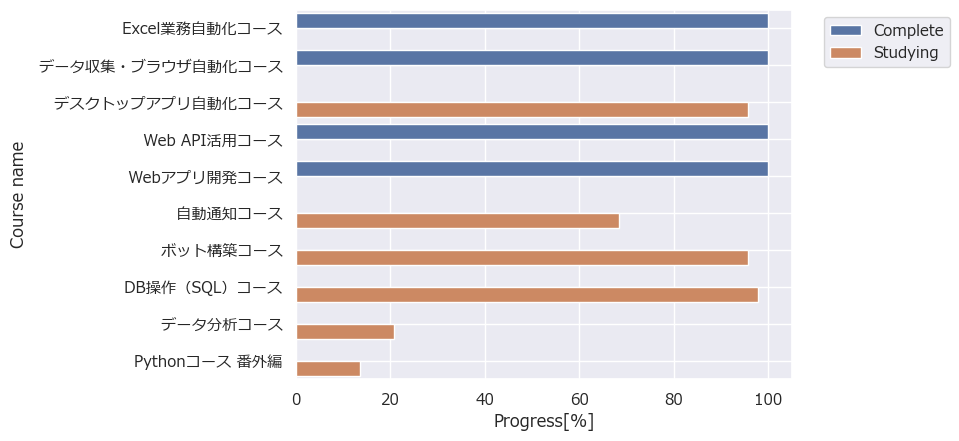 Excel業務自動化コース
データ収集・ブラウザ自動化コース
デスクトップアプリ自動化コース
Web API活用コース
Webアプリ開発コース
自動通知コース
ボット構築コース
DB操作（SQL）コース
データ分析コース
Pythonコース 番外編
Course name
0 20 40 60 80 100
Progress[%]
Complete
Studying